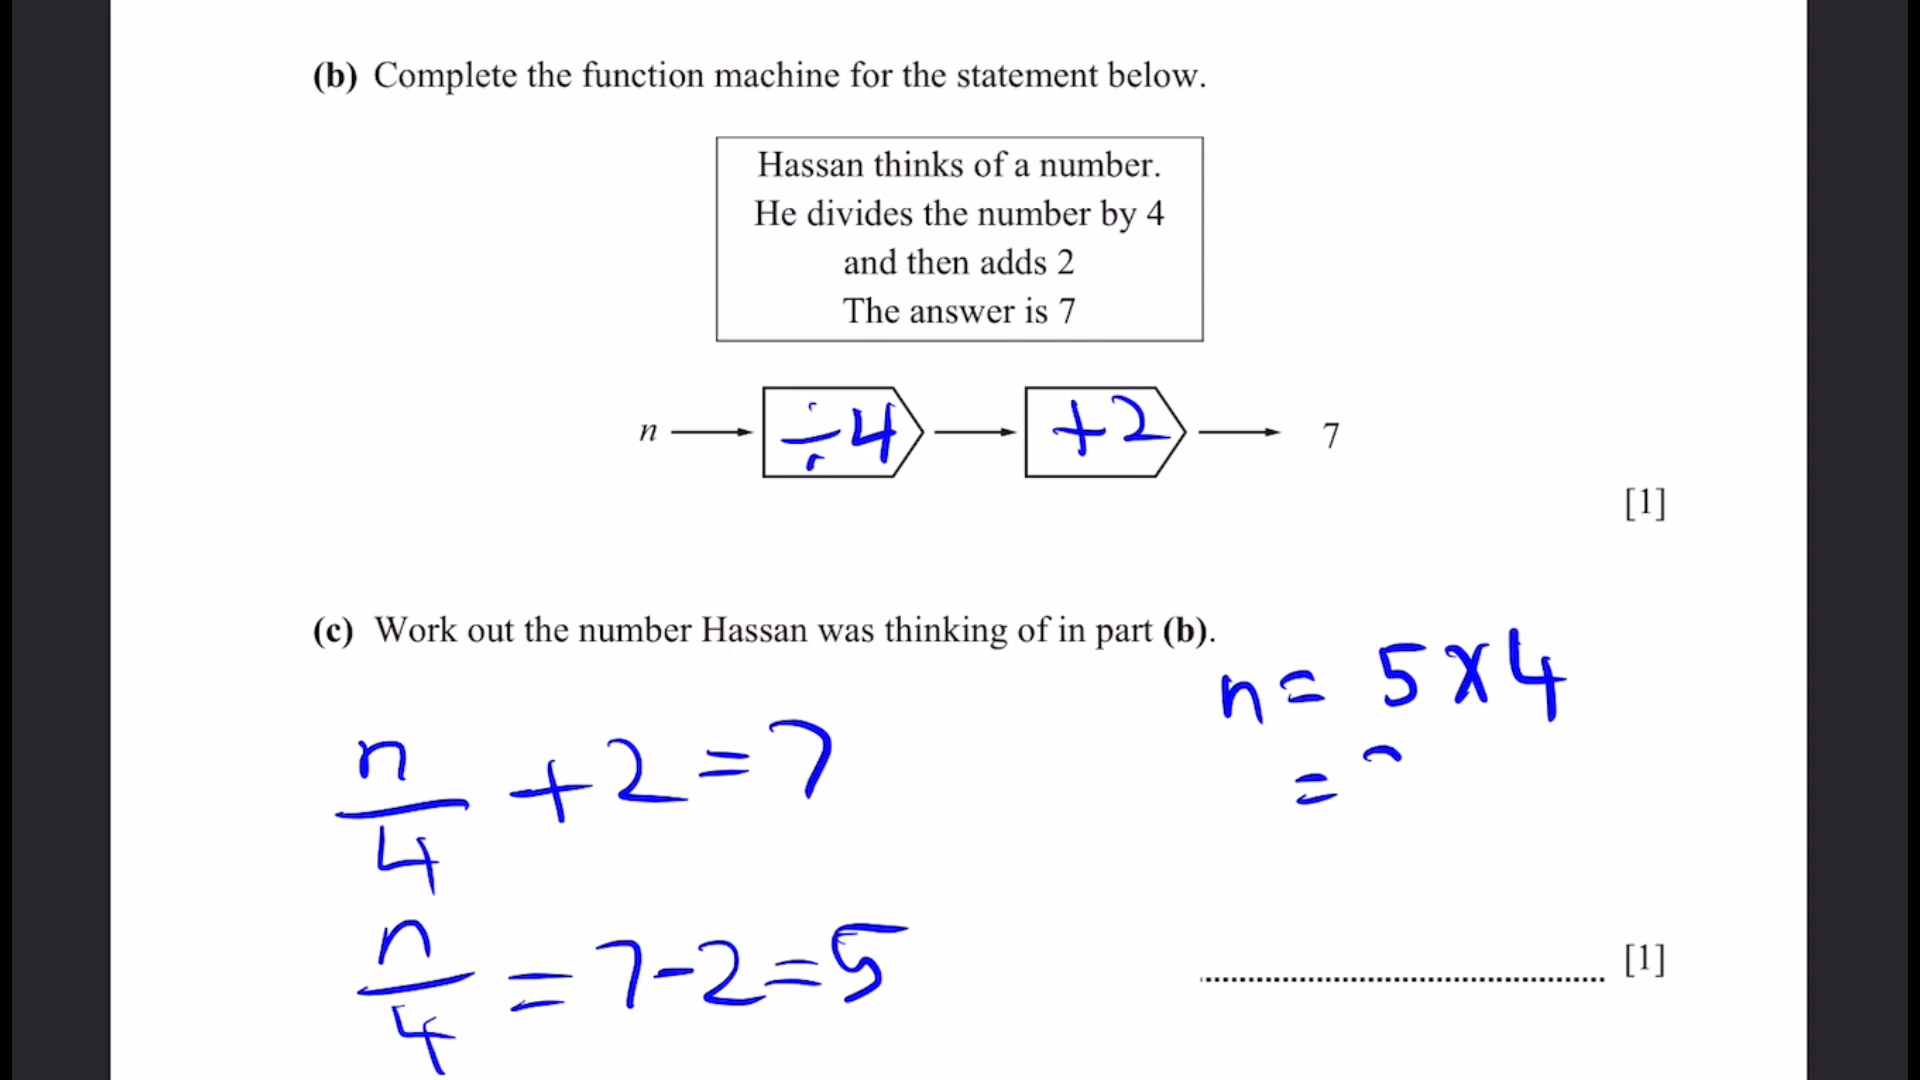 (b) Complete the function machine for the statement below.
Hassan thinks of a number.
He divides the number by 4
and then adds 2
The answer is 7
n ÷4 +2 7
[1]
(c) Work out the number Hassan was thinking of in part (b).
n = 5 x 4
=
n/4 + 2 = 7
n/4 = 7 - 2 = 5
[1]